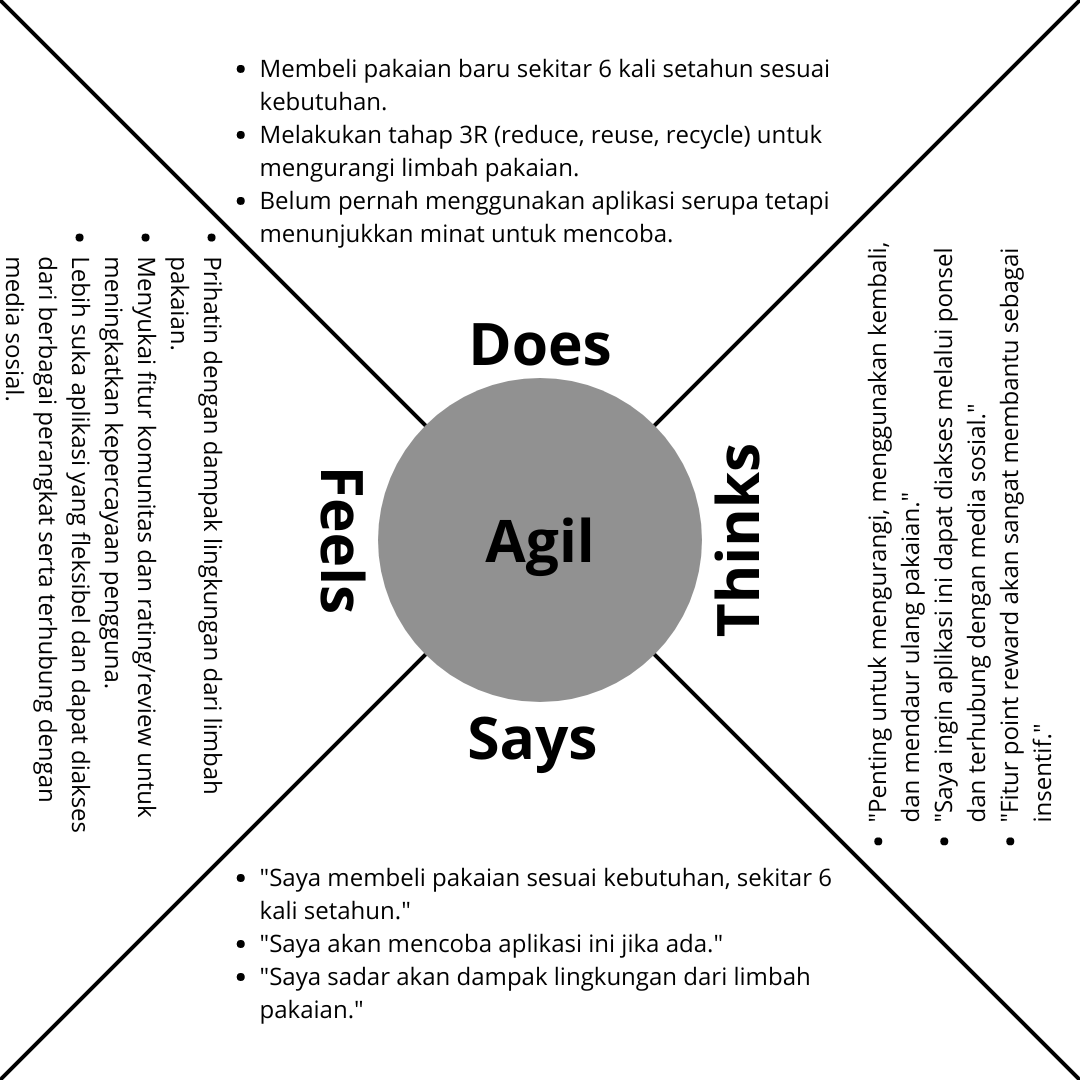 • Membeli pakaian baru sekitar 6 kali setahun sesuai
kebutuhan.
• Melakukan tahap 3R (reduce, reuse, recycle) untuk
mengurangi limbah pakaian.
• Belum pernah menggunakan aplikasi serupa tetapi
menunjukkan minat untuk mencoba.
Does
• Prihatin dengan dampak lingkungan dari limbah
pakaian.
• Menyukai fitur komunitas dan rating/review untuk
meningkatkan kepercayaan pengguna.
• Lebih suka aplikasi yang fleksibel dan dapat diakses
dari berbagai perangkat serta terhubung dengan
media sosial.
Feels
Agil
Thinks
• "Penting untuk mengurangi, menggunakan kembali,
dan mendaur ulang pakaian."
• "Saya ingin aplikasi ini dapat diakses melalui ponsel
dan terhubung dengan media sosial."
• "Fitur point reward akan sangat membantu sebagai
insentif."
Says
• "Saya membeli pakaian sesuai kebutuhan, sekitar 6
kali setahun."
• "Saya akan mencoba aplikasi ini jika ada."
• "Saya sadar akan dampak lingkungan dari limbah
pakaian."